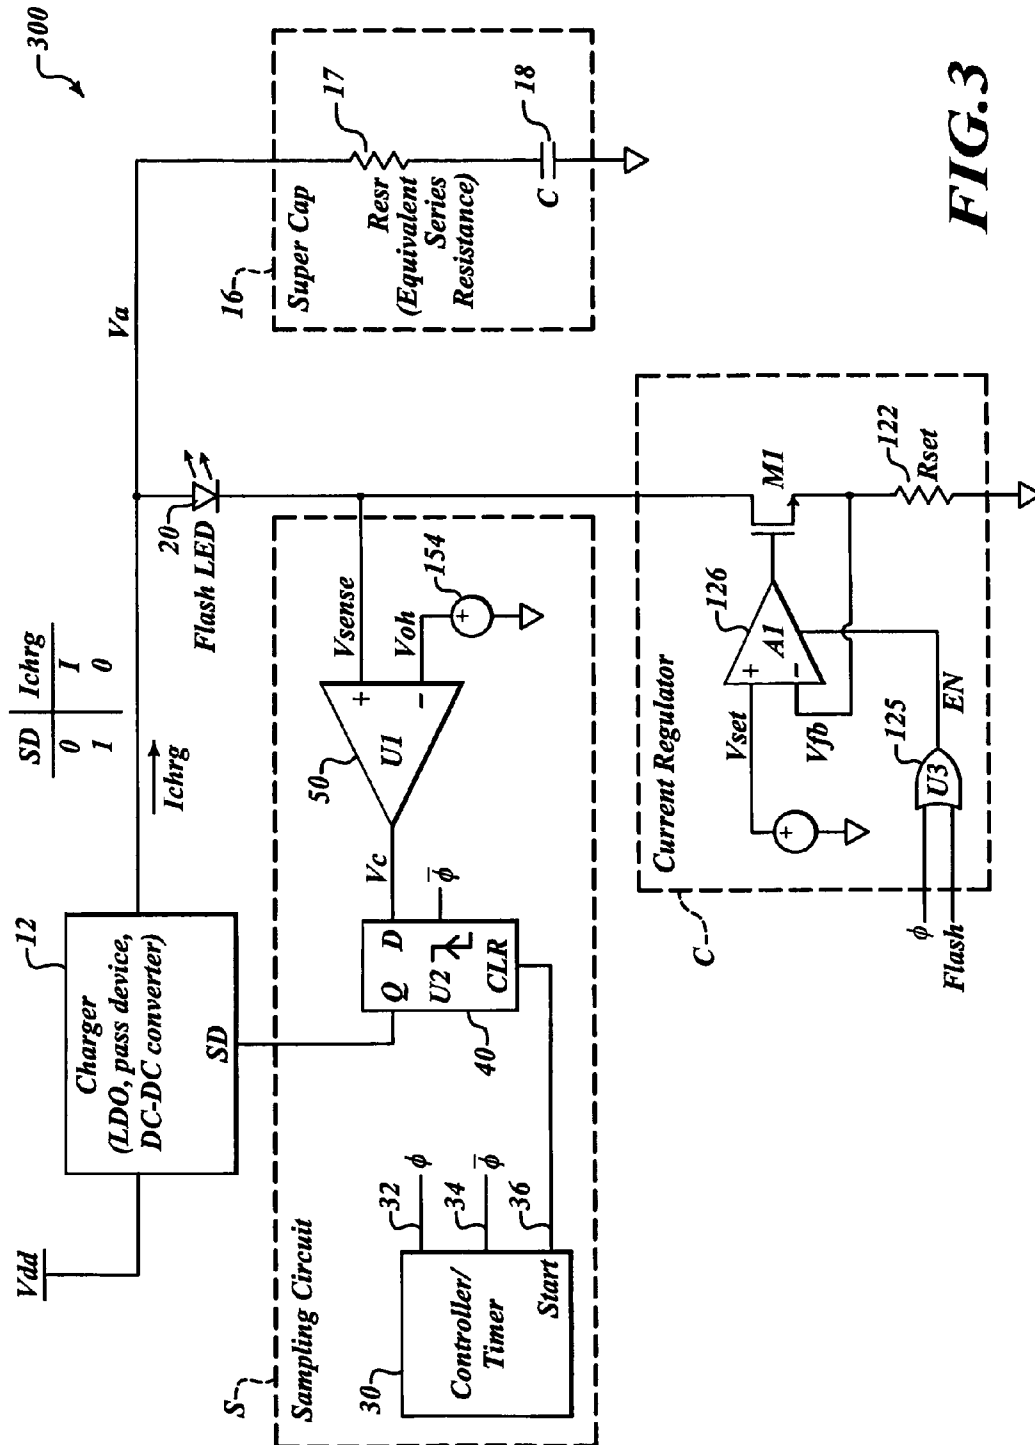 300
SD Ichrg
0 I
1 0
Vdd
12
Charger
(LDO, pass device,
DC-DC converter)
SD
Ichrg
Va
20
Flash LED
16
Super Cap
17
Resr
(Equivalent
Series
Resistance)
18
C
S
Sampling Circuit
30
Controller/
Timer
Start
32
ϕ
34
ϕ̅
36
Q D
U2
CLR
40
ϕ̅
Vc
50
U1
+
−
Vsense
Voh
154
+
C
Current Regulator
Vset
+
Vfb
+
−
A1
126
M1
122
Rset
EN
125
U3
ϕ
Flash
FIG.3